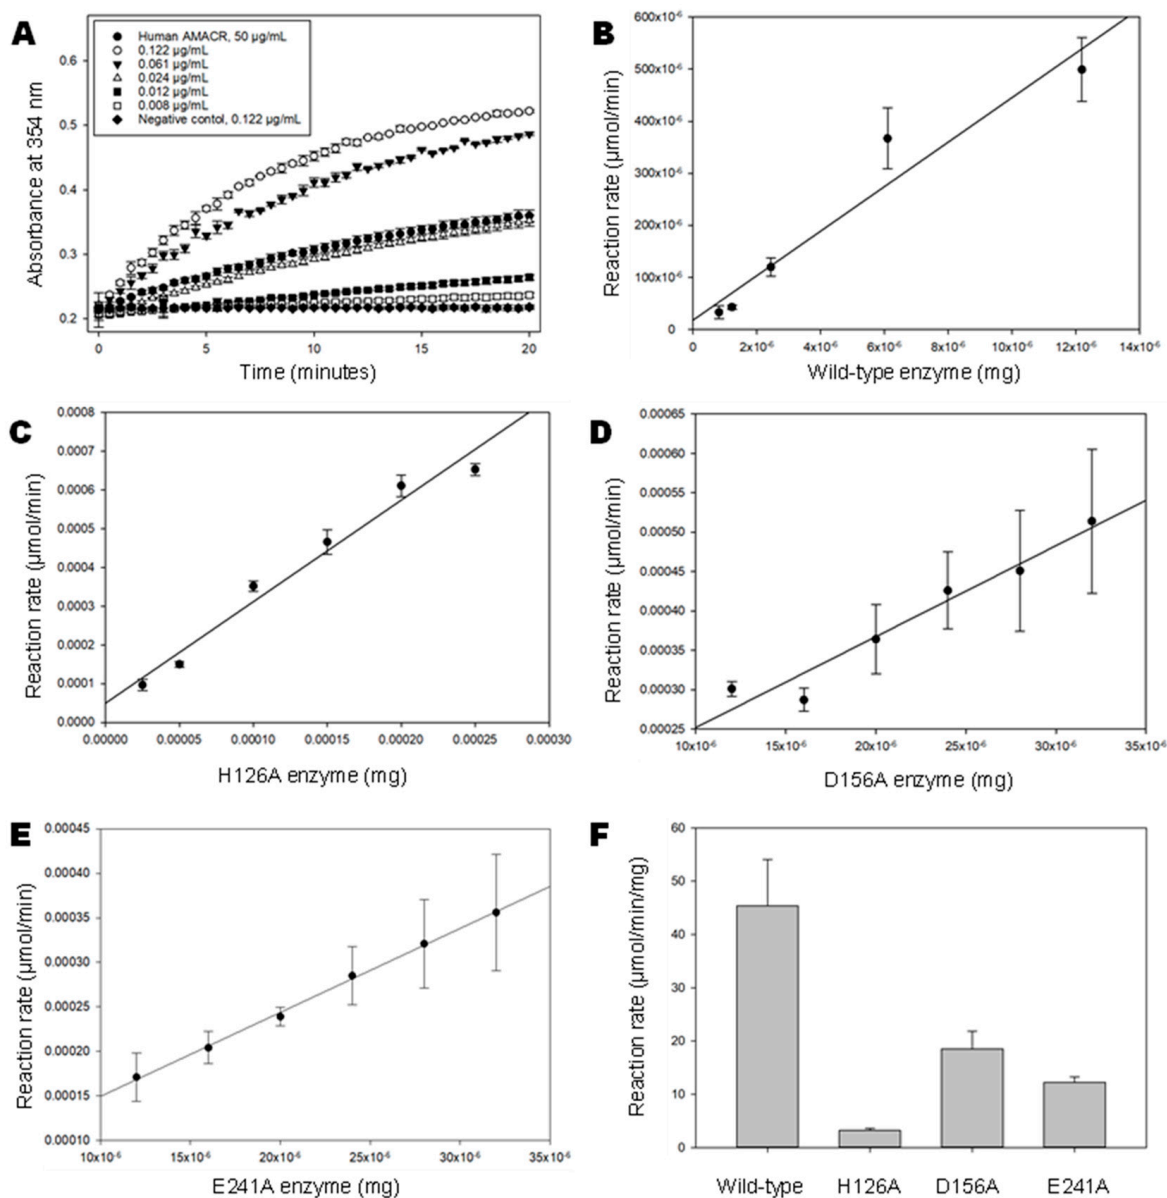 A
Human AMACR, 50 µg/mL
0.122 µg/mL
0.061 µg/mL
0.024 µg/mL
0.012 µg/mL
0.008 µg/mL
Negative contol, 0.122 µg/mL
Absorbance at 354 nm
0.6
0.5
0.4
0.3
0.2
0 5 10 15 20
Time (minutes)
B
Reaction rate (µmol/min)
600x10-6
500x10-6
400x10-6
300x10-6
200x10-6
100x10-6
0
0 2x10-6 4x10-6 6x10-6 8x10-6 10x10-6 12x10-6 14x10-6
Wild-type enzyme (mg)
C
Reaction rate (µmol/min)
0.0008
0.0007
0.0006
0.0005
0.0004
0.0003
0.0002
0.0001
0.0000
0.00000 0.00005 0.00010 0.00015 0.00020 0.00025 0.00030
H126A enzyme (mg)
D
Reaction rate (µmol/min)
0.00065
0.00060
0.00055
0.00050
0.00045
0.00040
0.00035
0.00030
0.00025
10x10-6 15x10-6 20x10-6 25x10-6 30x10-6 35x10-6
D156A enzyme (mg)
E
Reaction rate (µmol/min)
0.00045
0.00040
0.00035
0.00030
0.00025
0.00020
0.00015
0.00010
10x10-6 15x10-6 20x10-6 25x10-6 30x10-6 35x10-6
E241A enzyme (mg)
F
Reaction rate (µmol/min/mg)
60
50
40
30
20
10
0
Wild-type H126A D156A E241A